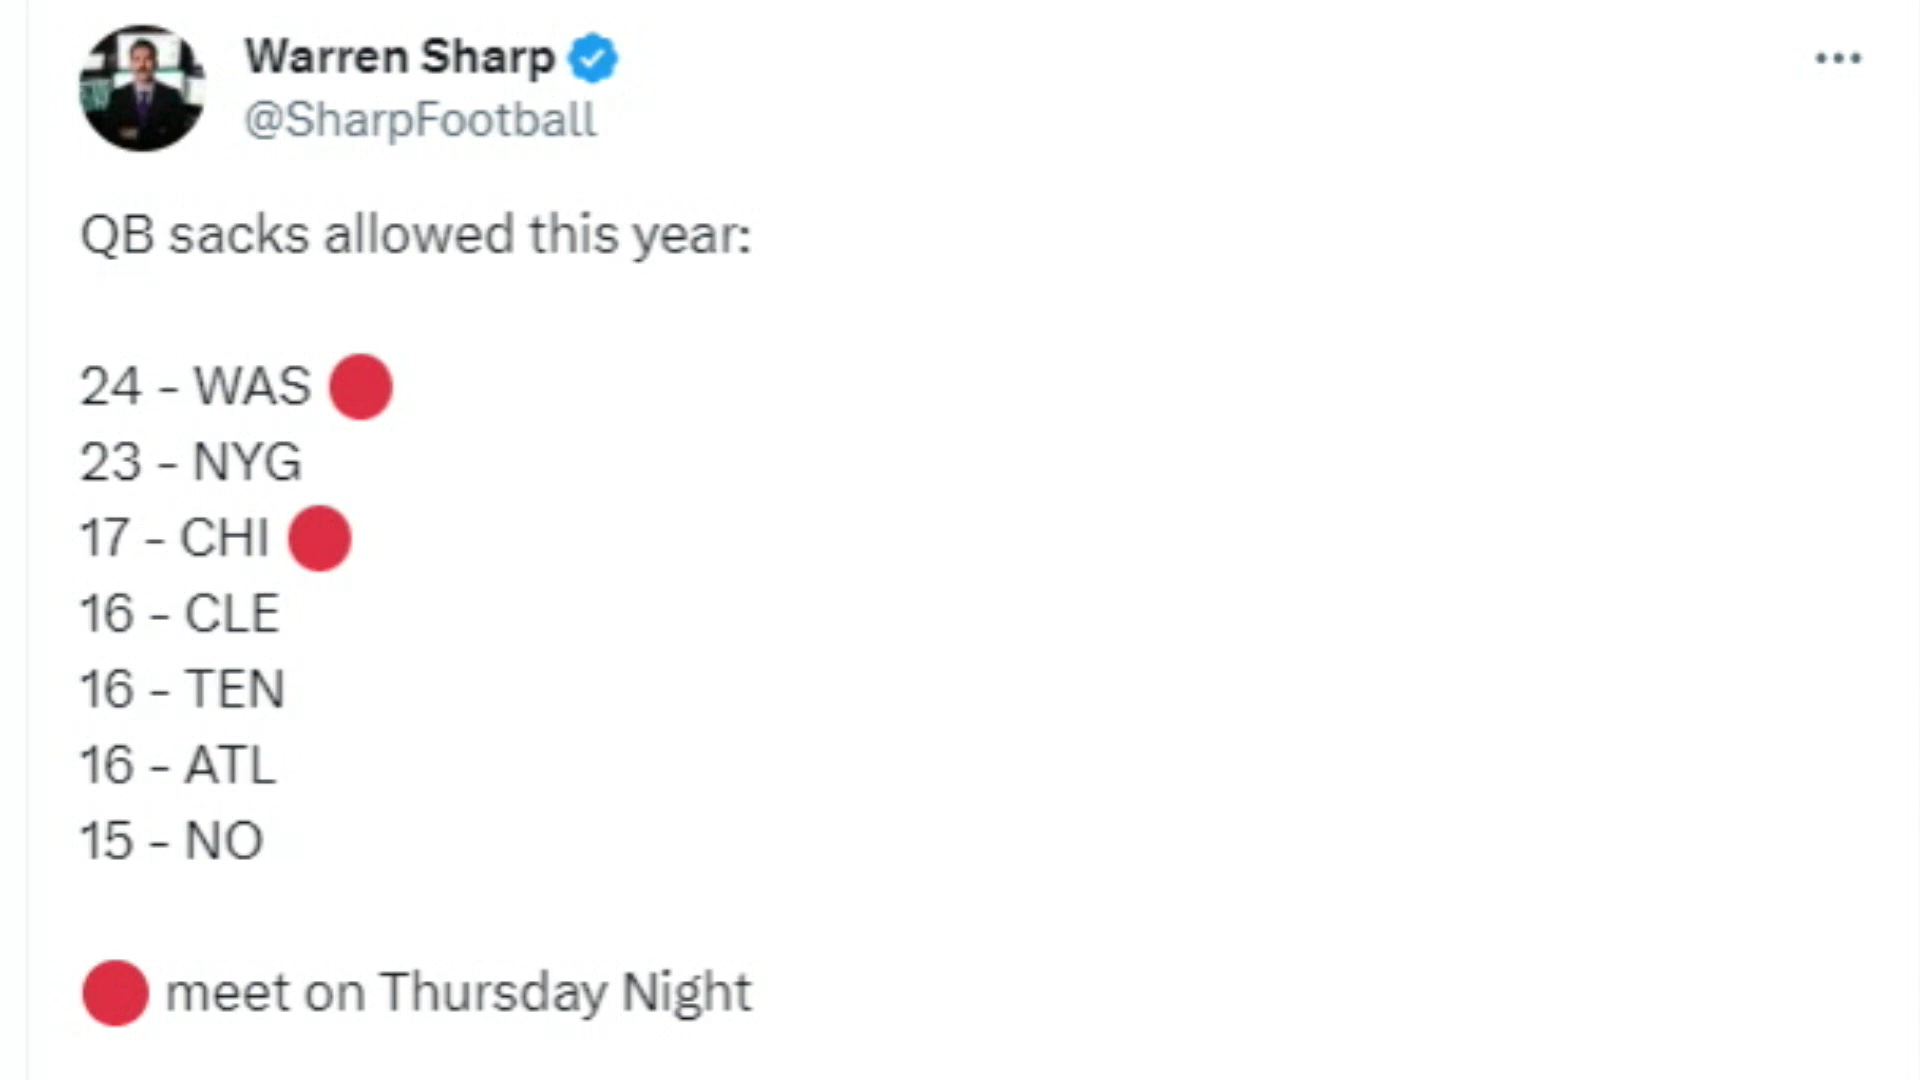 Warren Sharp
@SharpFootball
QB sacks allowed this year:
24 - WAS 🔴
23 - NYG
17 - CHI 🔴
16 - CLE
16 - TEN
16 - ATL
15 - NO
🔴 meet on Thursday Night